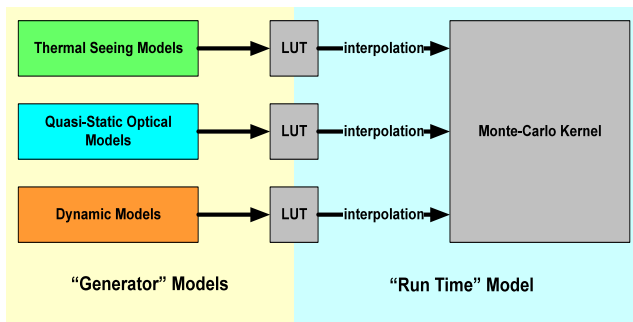 Thermal Seeing Models
LUT
interpolation
Quasi-Static Optical
Models
LUT
interpolation
Monte-Carlo Kernel
Dynamic Models
LUT
interpolation
“Generator” Models
“Run Time” Model